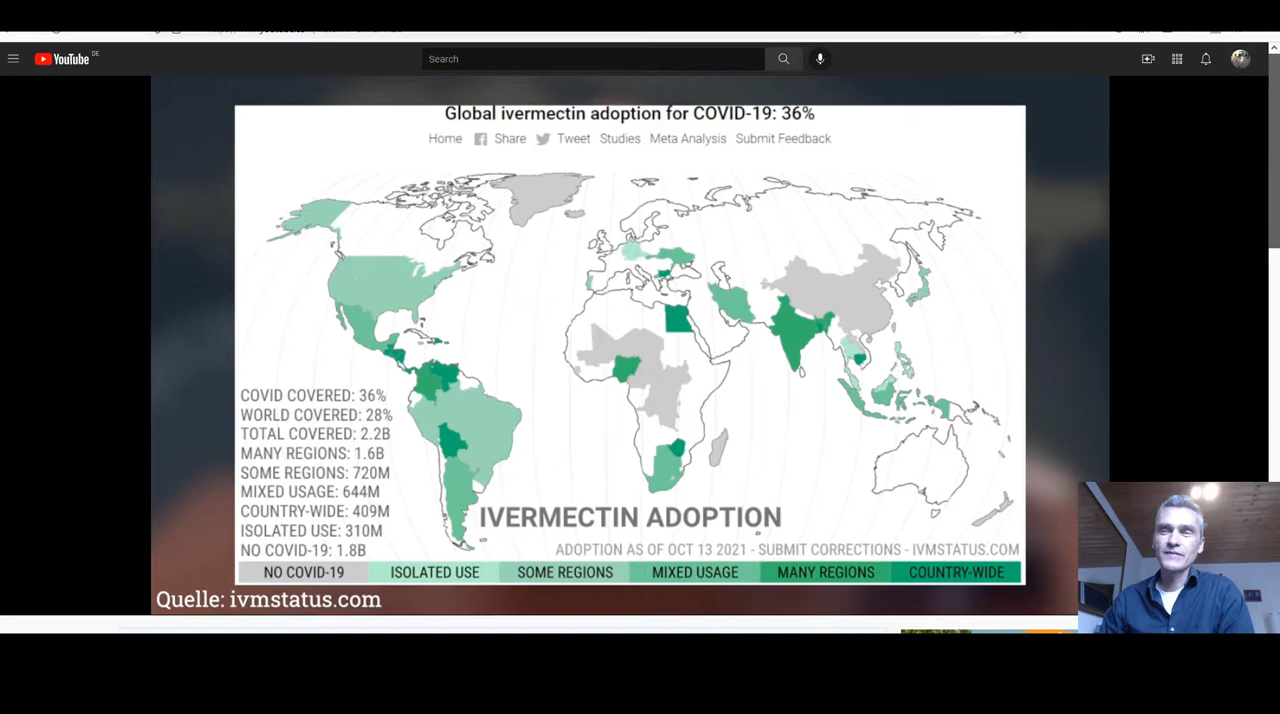 YouTube DE
Search
Global ivermectin adoption for COVID-19: 36%
Home Share Tweet Studies Meta Analysis Submit Feedback
COVID COVERED: 36%
WORLD COVERED: 28%
TOTAL COVERED: 2.2B
MANY REGIONS: 1.6B
SOME REGIONS: 720M
MIXED USAGE: 644M
COUNTRY-WIDE: 409M
ISOLATED USE: 310M
NO COVID-19: 1.8B
IVERMECTIN ADOPTION
ADOPTION AS OF OCT 13 2021 - SUBMIT CORRECTIONS - IVMSTATUS.COM
NO COVID-19 ISOLATED USE SOME REGIONS MIXED USAGE MANY REGIONS COUNTRY-WIDE
Quelle: ivmstatus.com